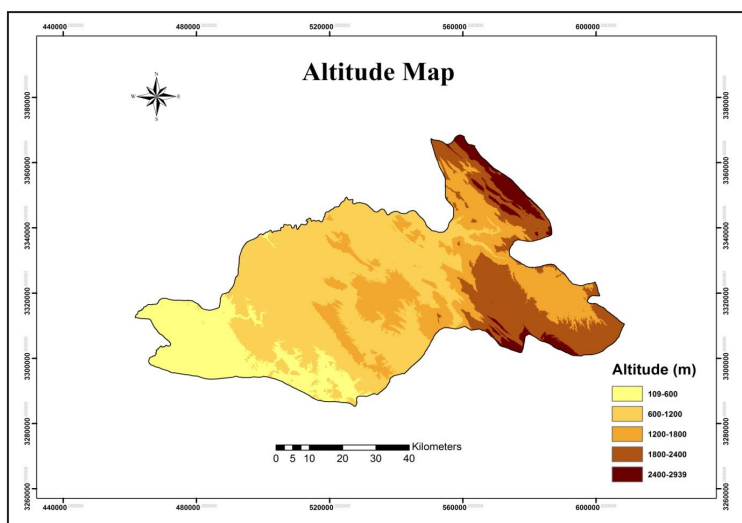 440000 480000 520000 560000 600000
Altitude Map
N
W E
S
3380000 3380000
3360000 3360000
3340000 3340000
3320000 3320000
3300000 3300000
3280000 3280000
3260000 3260000
Altitude (m)
109-600
600-1200
1200-1800
1800-2400
2400-2939
Kilometers
0 5 10 20 30 40
440000 480000 520000 560000 600000